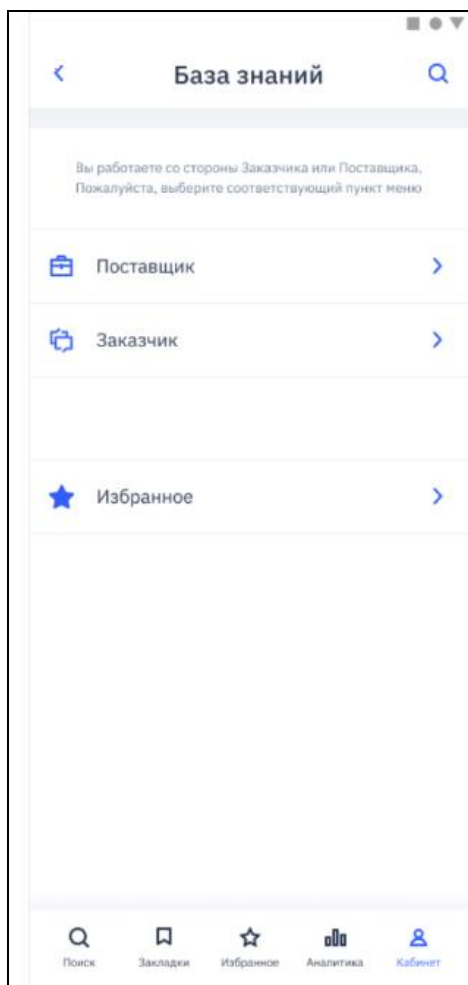 База знаний
Вы работаете со стороны Заказчика или Поставщика,
Пожалуйста, выберите соответствующий пункт меню
Поставщик
Заказчик
Избранное
Поиск
Закладки
Избранное
Аналитика
Кабинет